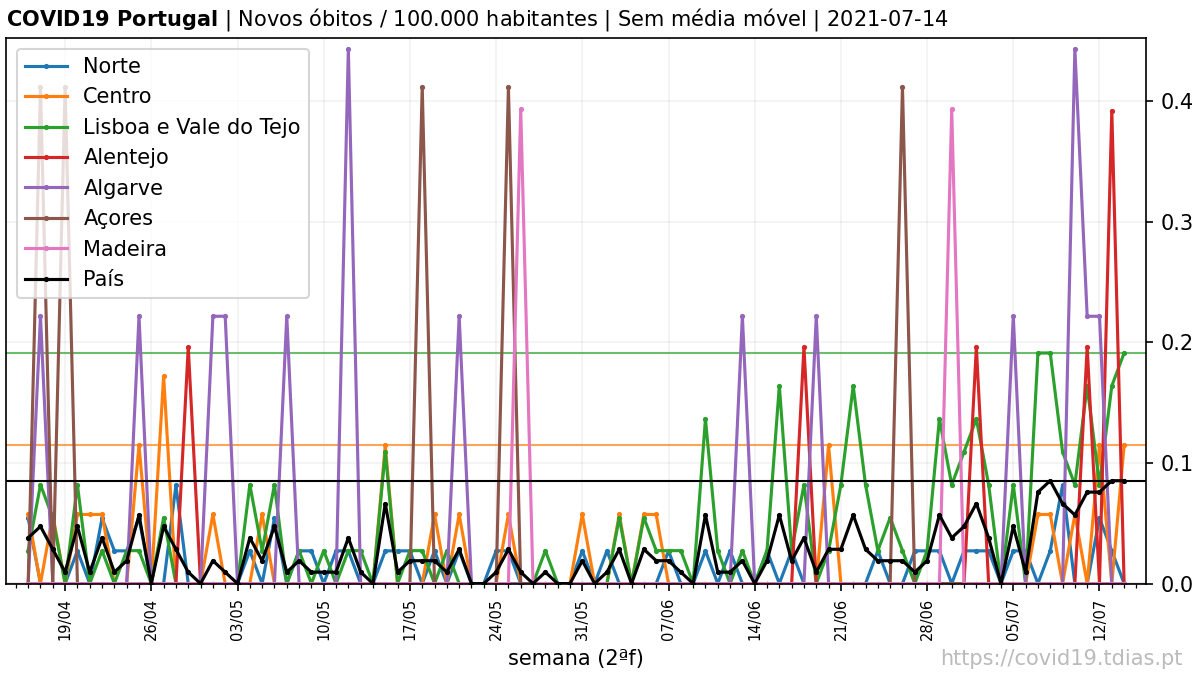 COVID19 Portugal | Novos óbitos / 100.000 habitantes | Sem média móvel | 2021-07-14
Norte
Centro
Lisboa e Vale do Tejo
Alentejo
Algarve
Açores
Madeira
País
0.4
0.3
0.2
0.1
0.0
19/04
26/04
03/05
10/05
17/05
24/05
31/05
07/06
14/06
21/06
28/06
05/07
12/07
semana (2ªf)
https://covid19.tdias.pt